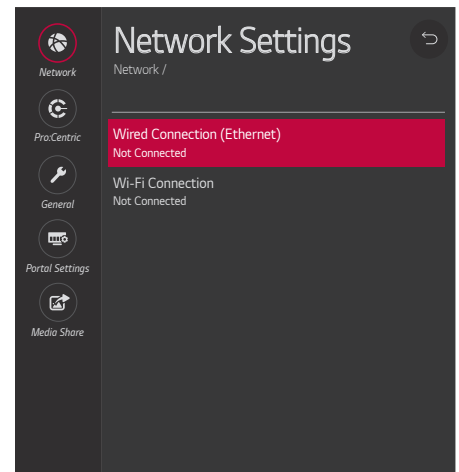 Network Settings
Network /
Network
Pro:Centric
General
Portal Settings
Media Share
Wired Connection (Ethernet)
Not Connected
Wi-Fi Connection
Not Connected